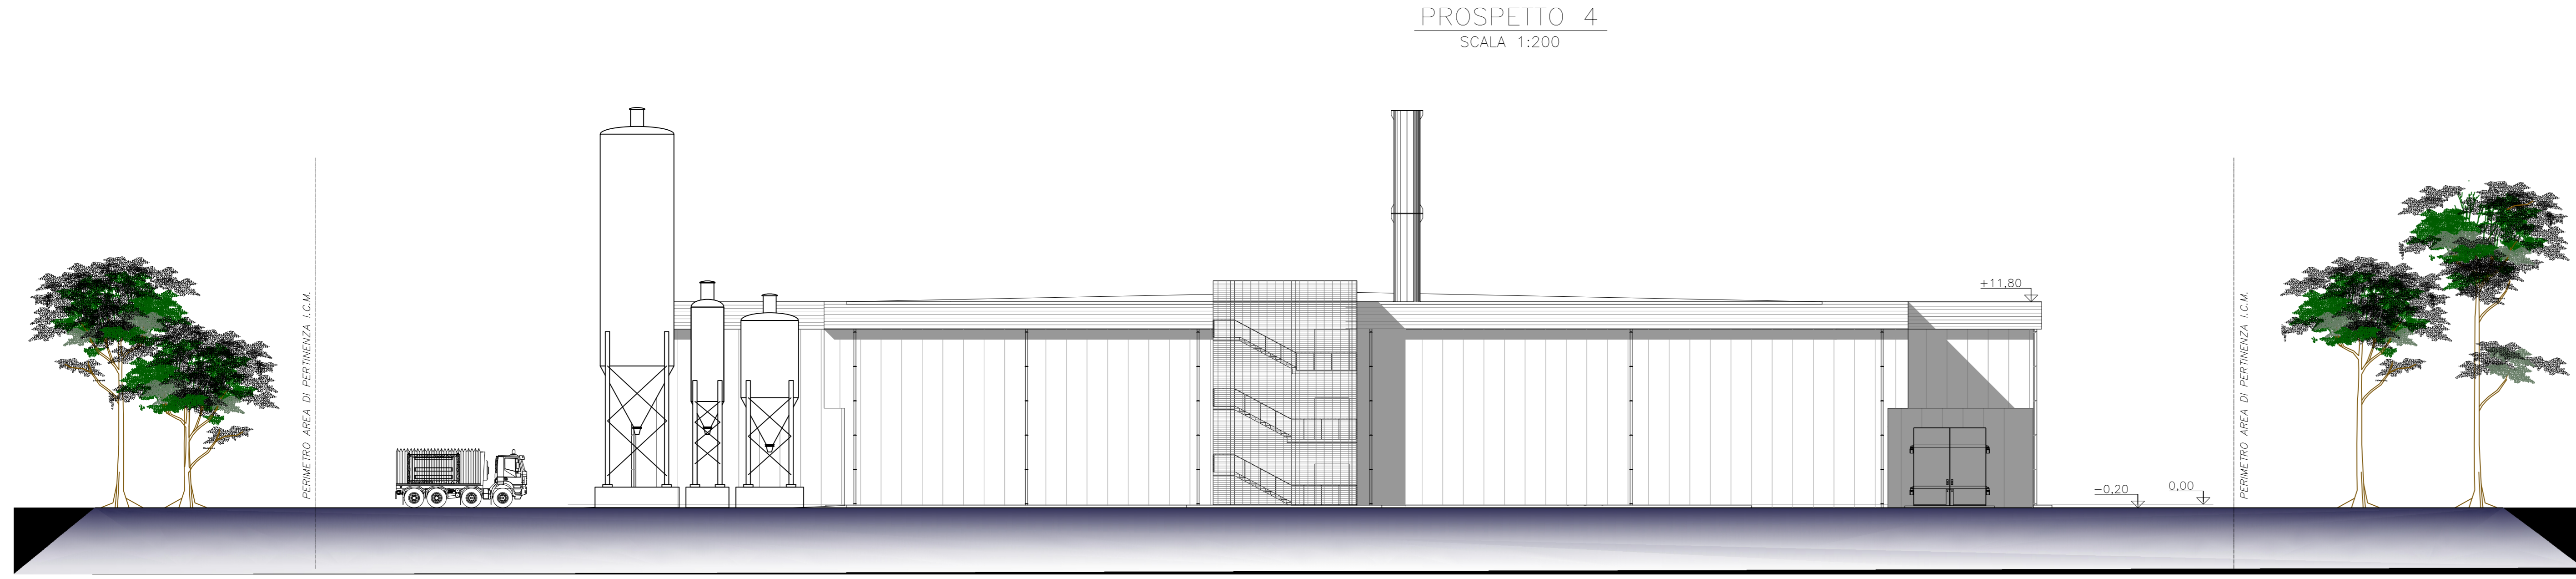 PROSPETTO 4
SCALA 1:200
+11,80
PERIMETRO AREA DI PERTINENZA I.C.M.
PERIMETRO AREA DI PERTINENZA I.C.M.
-0,20
0,00